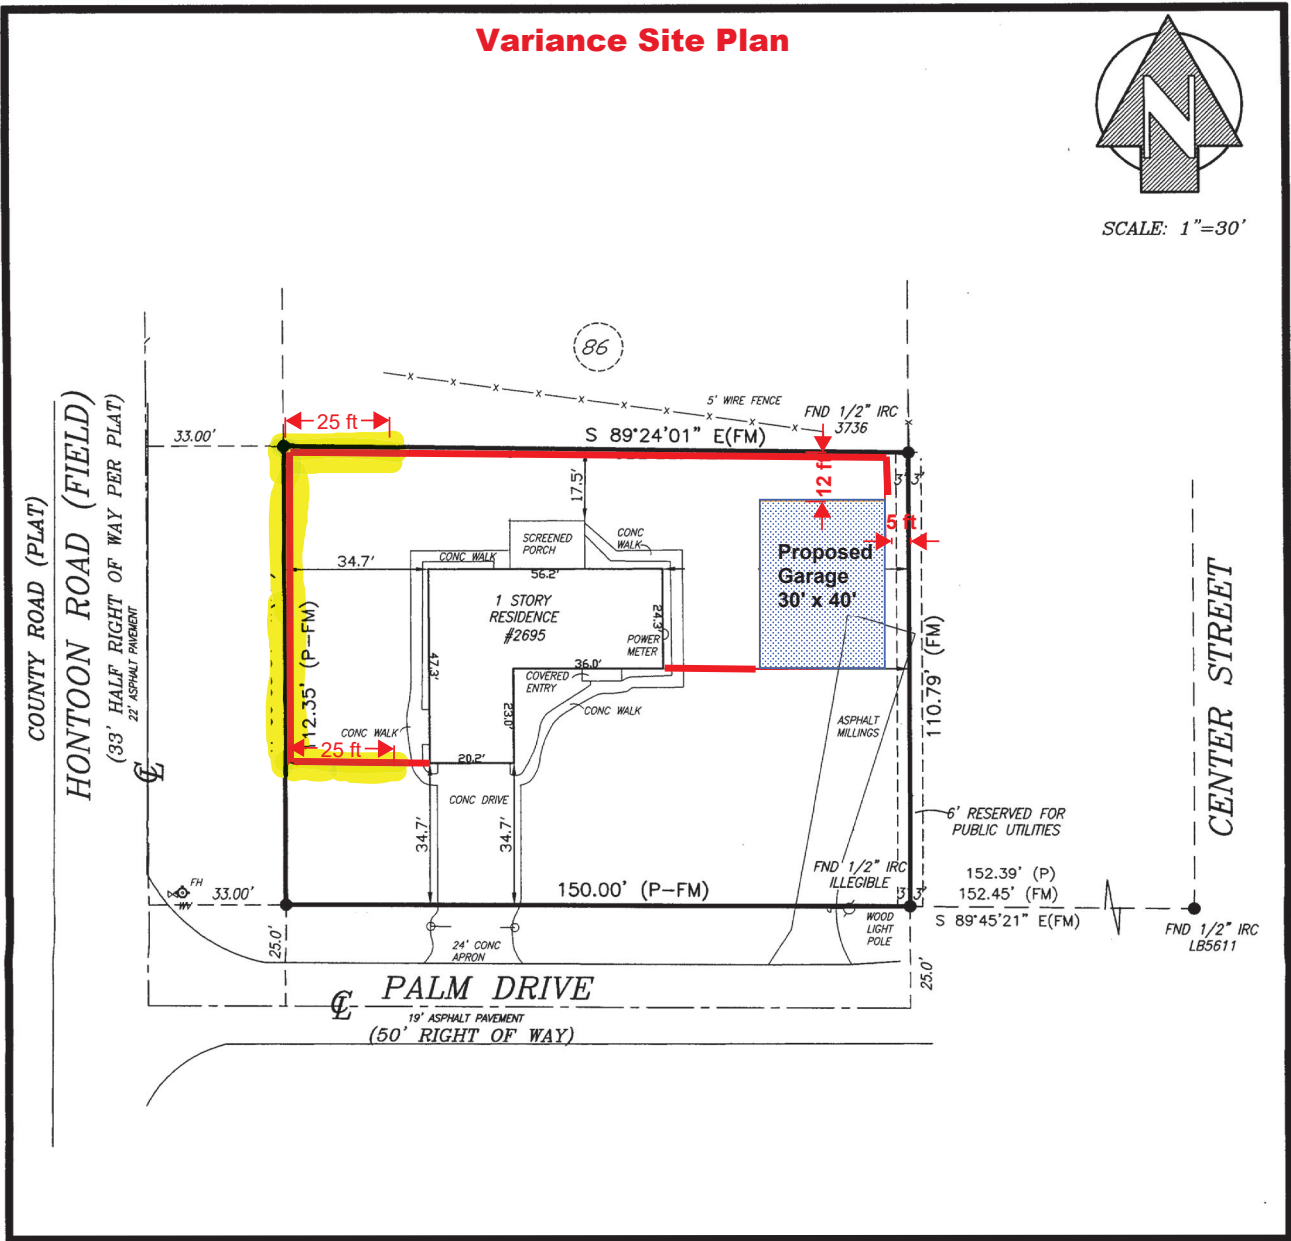 Variance Site Plan
N
SCALE: 1"=30'
86
5' WIRE FENCE
FND 1/2" IRC
3736
25 ft
33.00'
S 89°24'01" E(FM)
12 ft
3' 3'
17.5'
5 ft
SCREENED
PORCH
CONC
WALK
CONC WALK
34.7'
56.2'
Proposed
Garage
30' x 40'
1 STORY
RESIDENCE
#2695
24.3'
POWER
METER
COUNTY ROAD (PLAT)
HONTOON ROAD (FIELD)
(33' HALF RIGHT OF WAY PER PLAT)
22' ASPHALT PAVEMENT
12.35' (P-FM)
47.3'
36.0'
COVERED
ENTRY
23.0'
CONC WALK
110.79' (FM)
CENTER STREET
CONC WALK
25 ft
20.2'
ASPHALT
MILLINGS
CONC DRIVE
34.7'
34.7'
6' RESERVED FOR
PUBLIC UTILITIES
FH
33.00'
150.00' (P-FM)
FND 1/2" IRC
ILLEGIBLE
3' 3'
152.39' (P)
152.45' (FM)
S 89°45'21" E(FM)
WOOD
LIGHT
POLE
FND 1/2" IRC
LB5611
25.0'
24' CONC
APRON
25.0'
PALM DRIVE
19' ASPHALT PAVEMENT
(50' RIGHT OF WAY)